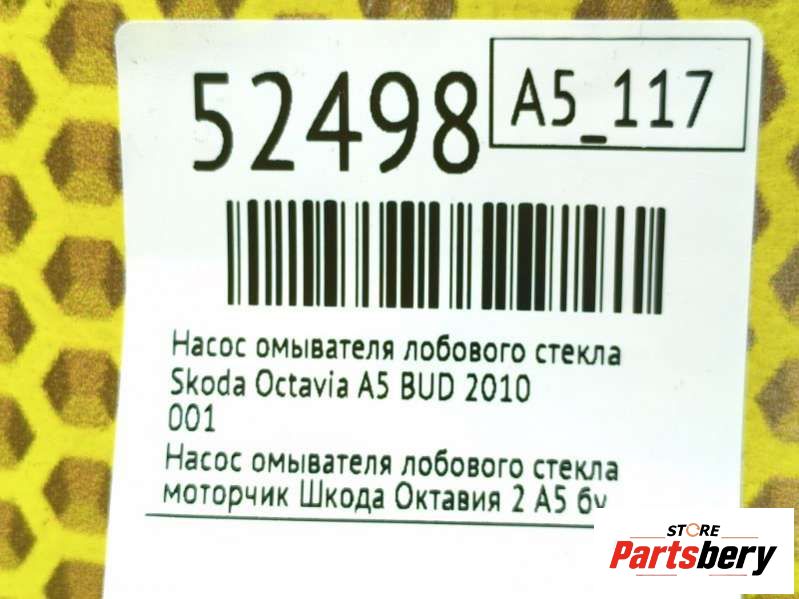 52498
A5_117
Насос омывателя лобового стекла
Skoda Octavia A5 BUD 2010
001
Насос омывателя лобового стекла
моторчик Шкода Октавия 2 А5 бу
STORE
Partsbery